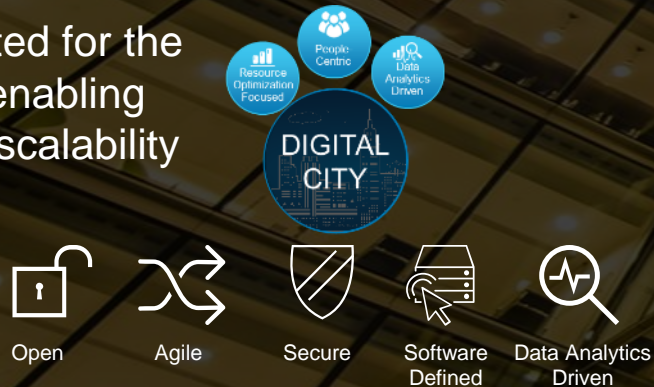 ted for the
enabling
scalability
People
Centric
Resource
Optimization
Focused
Data
Analytics
Driven
DIGITAL
CITY
Open
Agile
Secure
Software
Defined
Data Analytics
Driven